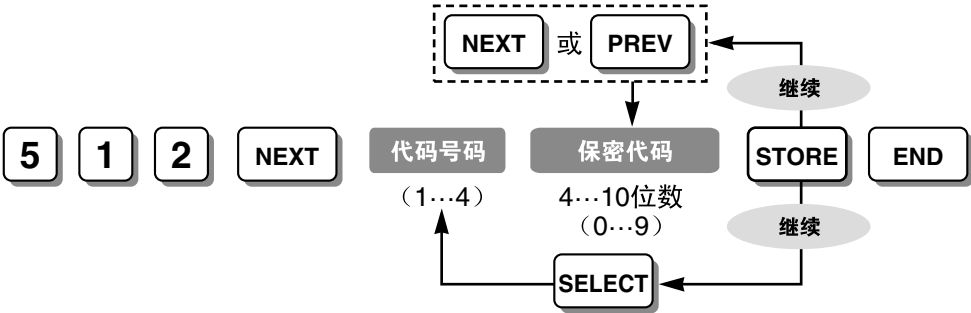 NEXT 或 PREV
继续
5 1 2 NEXT 代码号码 保密代码 STORE END
（1…4） 4…10位数
（0…9）
继续
SELECT